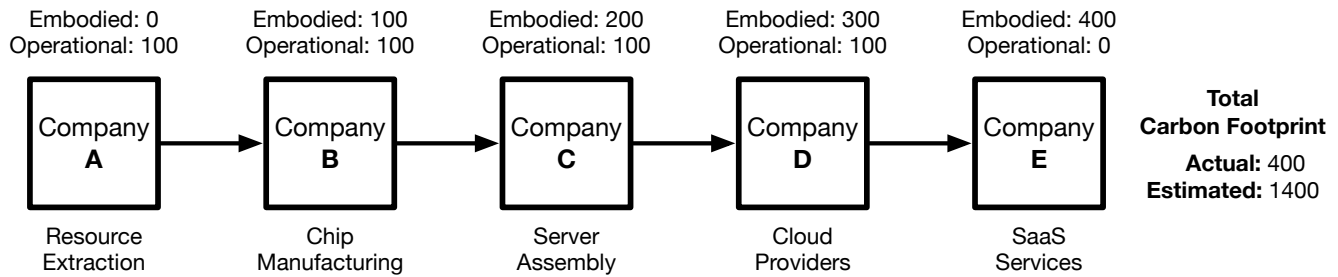 Embodied: 0
Operational: 100
Embodied: 100
Operational: 100
Embodied: 200
Operational: 100
Embodied: 300
Operational: 100
Embodied: 400
Operational: 0
Company
A
Company
B
Company
C
Company
D
Company
E
Total
Carbon Footprint
Actual: 400
Estimated: 1400
Resource
Extraction
Chip
Manufacturing
Server
Assembly
Cloud
Providers
SaaS
Services